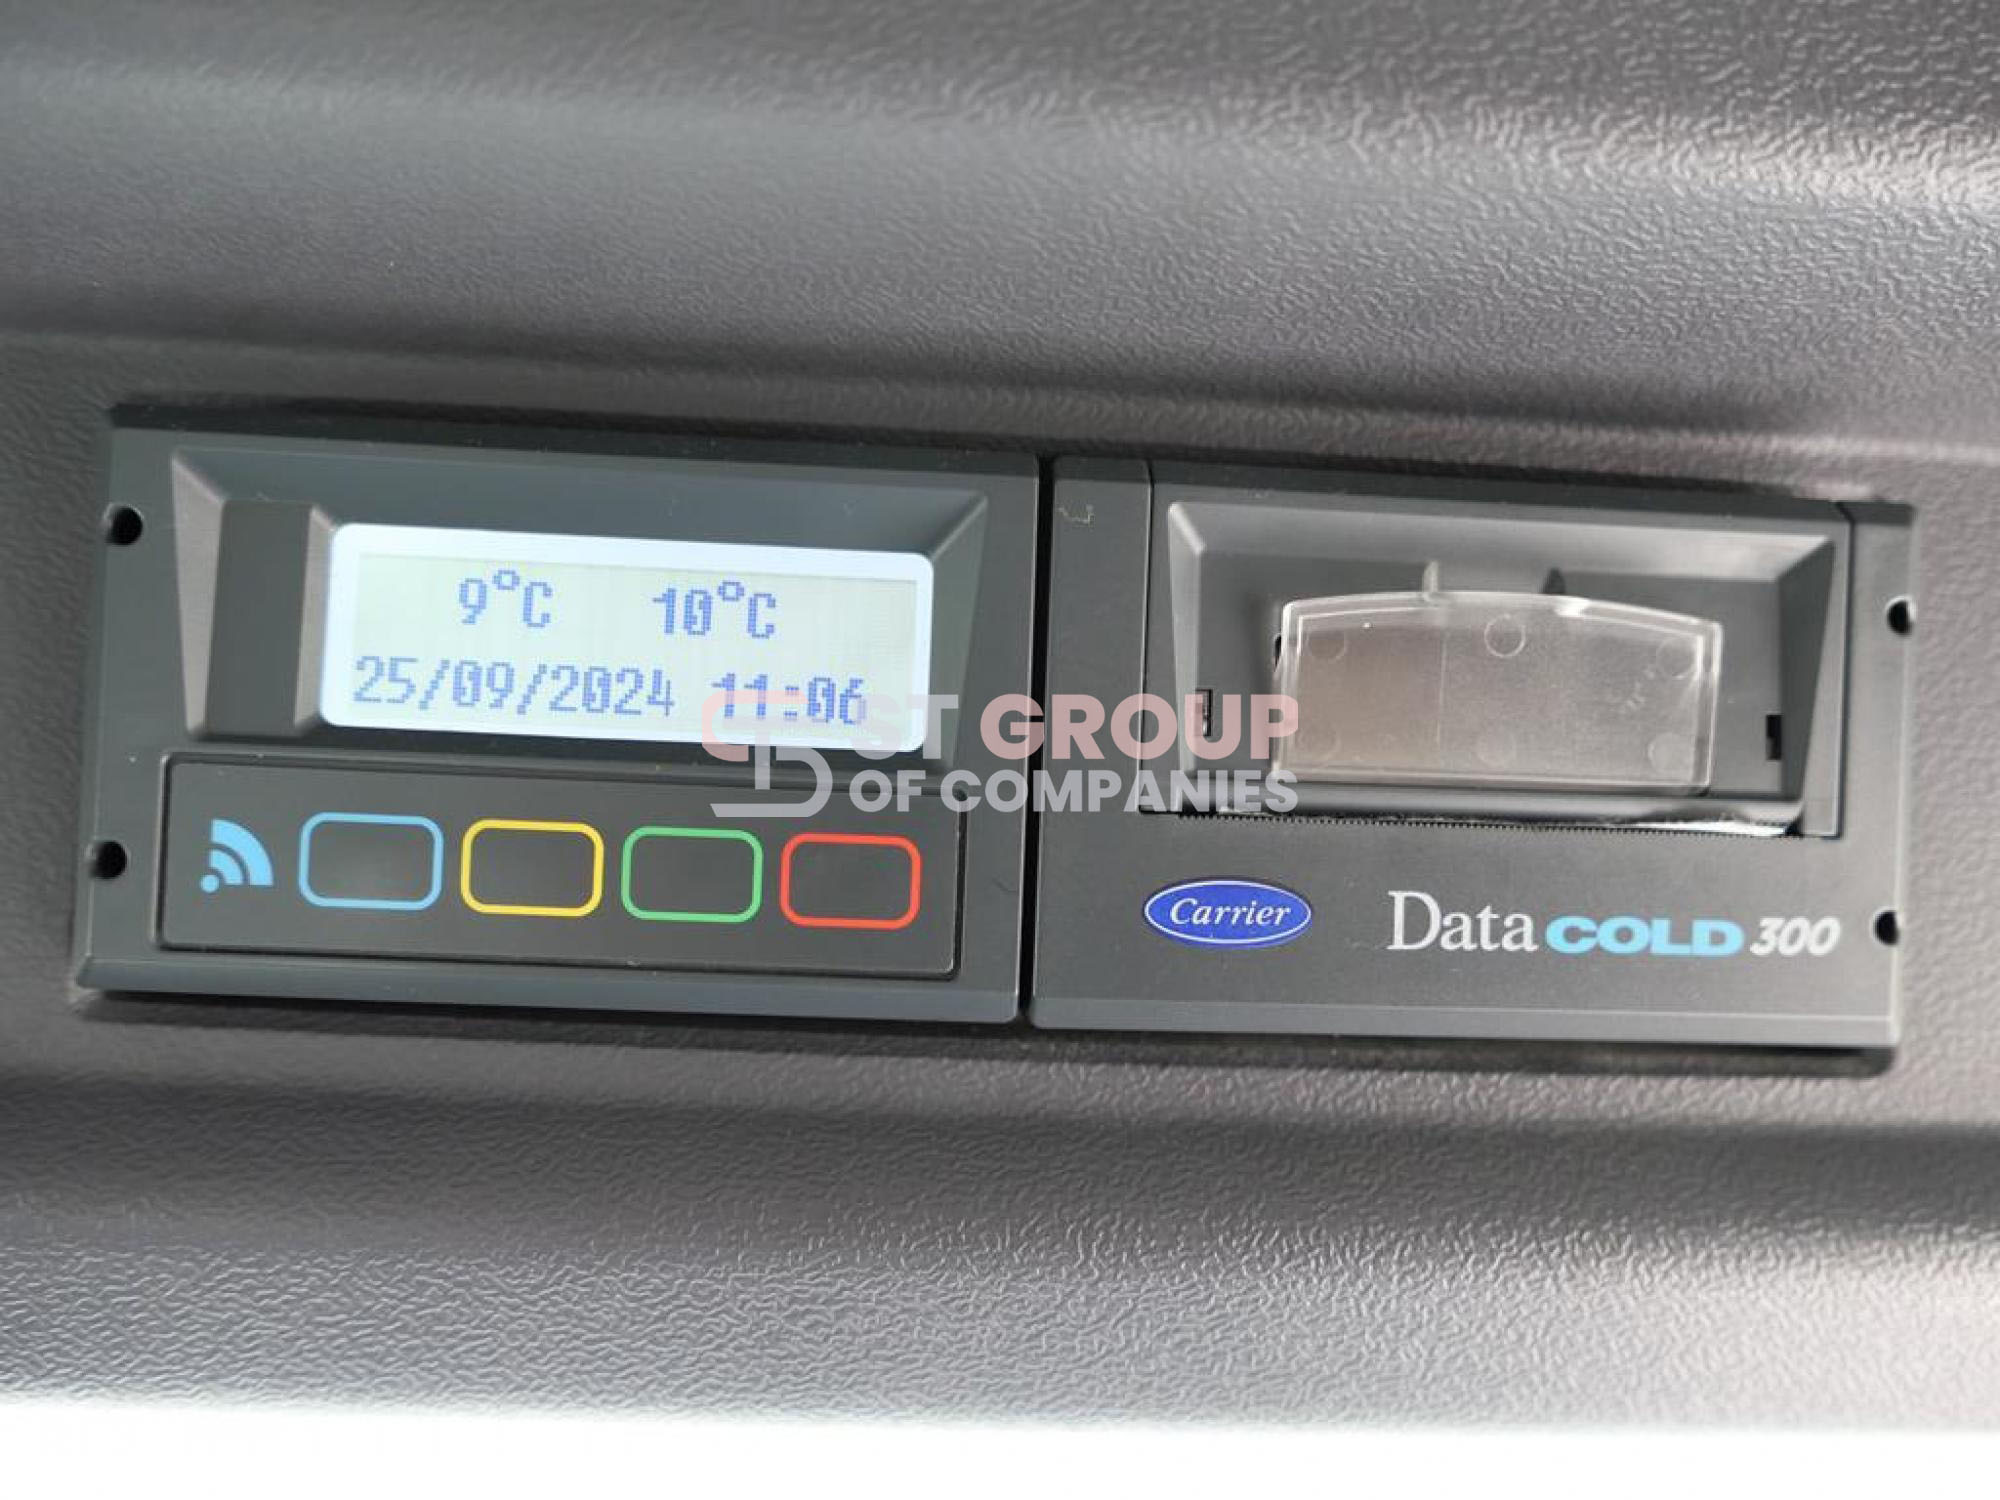 9°C 10°C
25/09/2024 11:06
ST GROUP
OF COMPANIES
Carrier
Data COLD 300